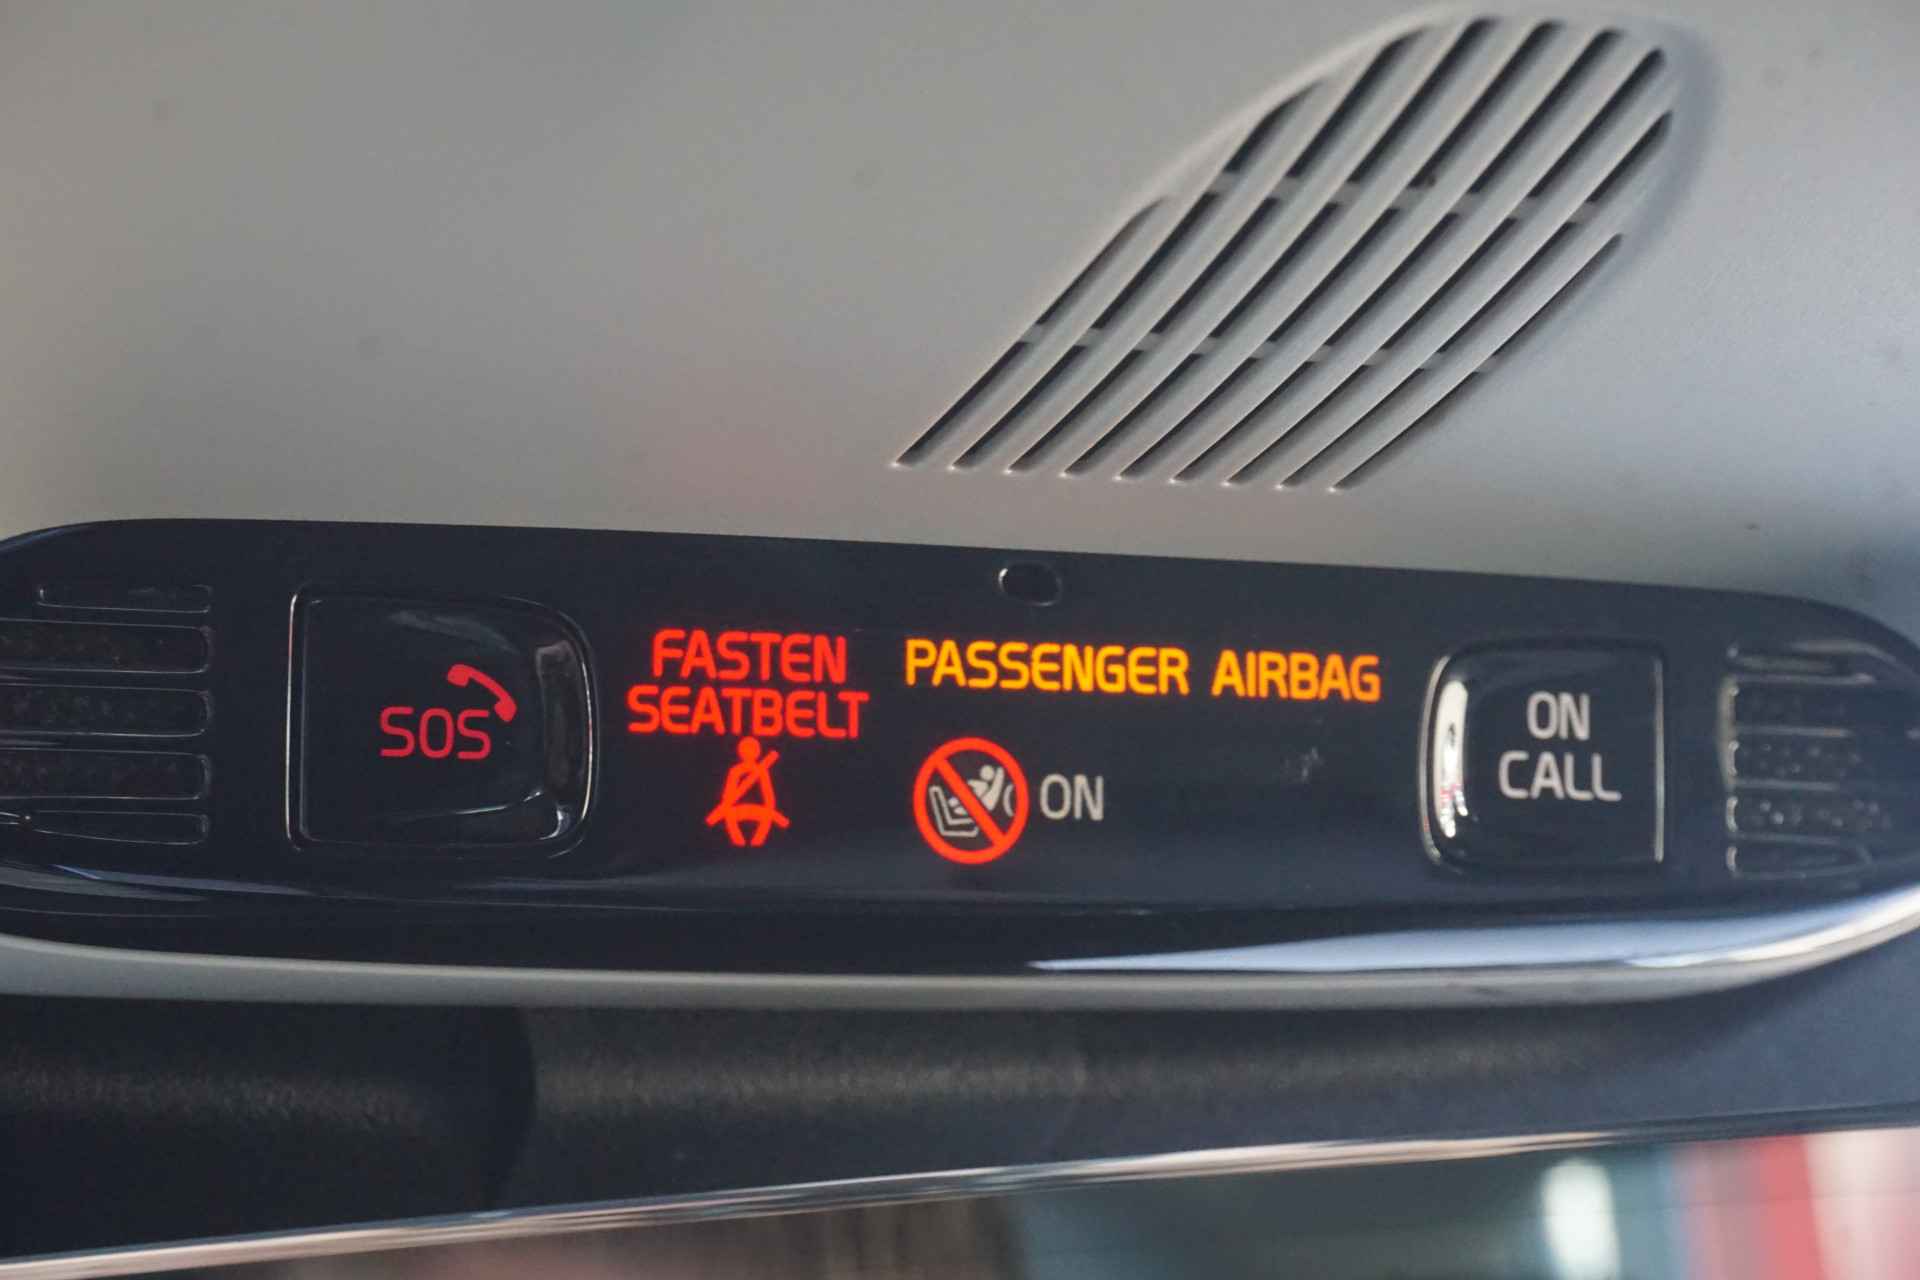 SOS
FASTEN
SEATBELT
PASSENGER AIRBAG
ON
ON
CALL